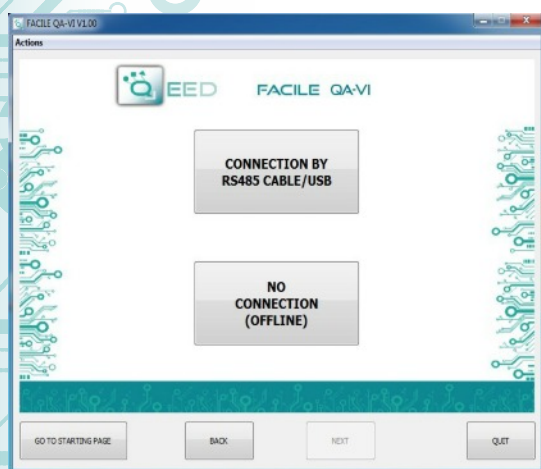 FACILE QA-VI V1.00
Actions
QEED FACILE QA-VI
CONNECTION BY
RS485 CABLE/USB
NO
CONNECTION
(OFFLINE)
GO TO STARTING PAGE BACK NEXT QUIT